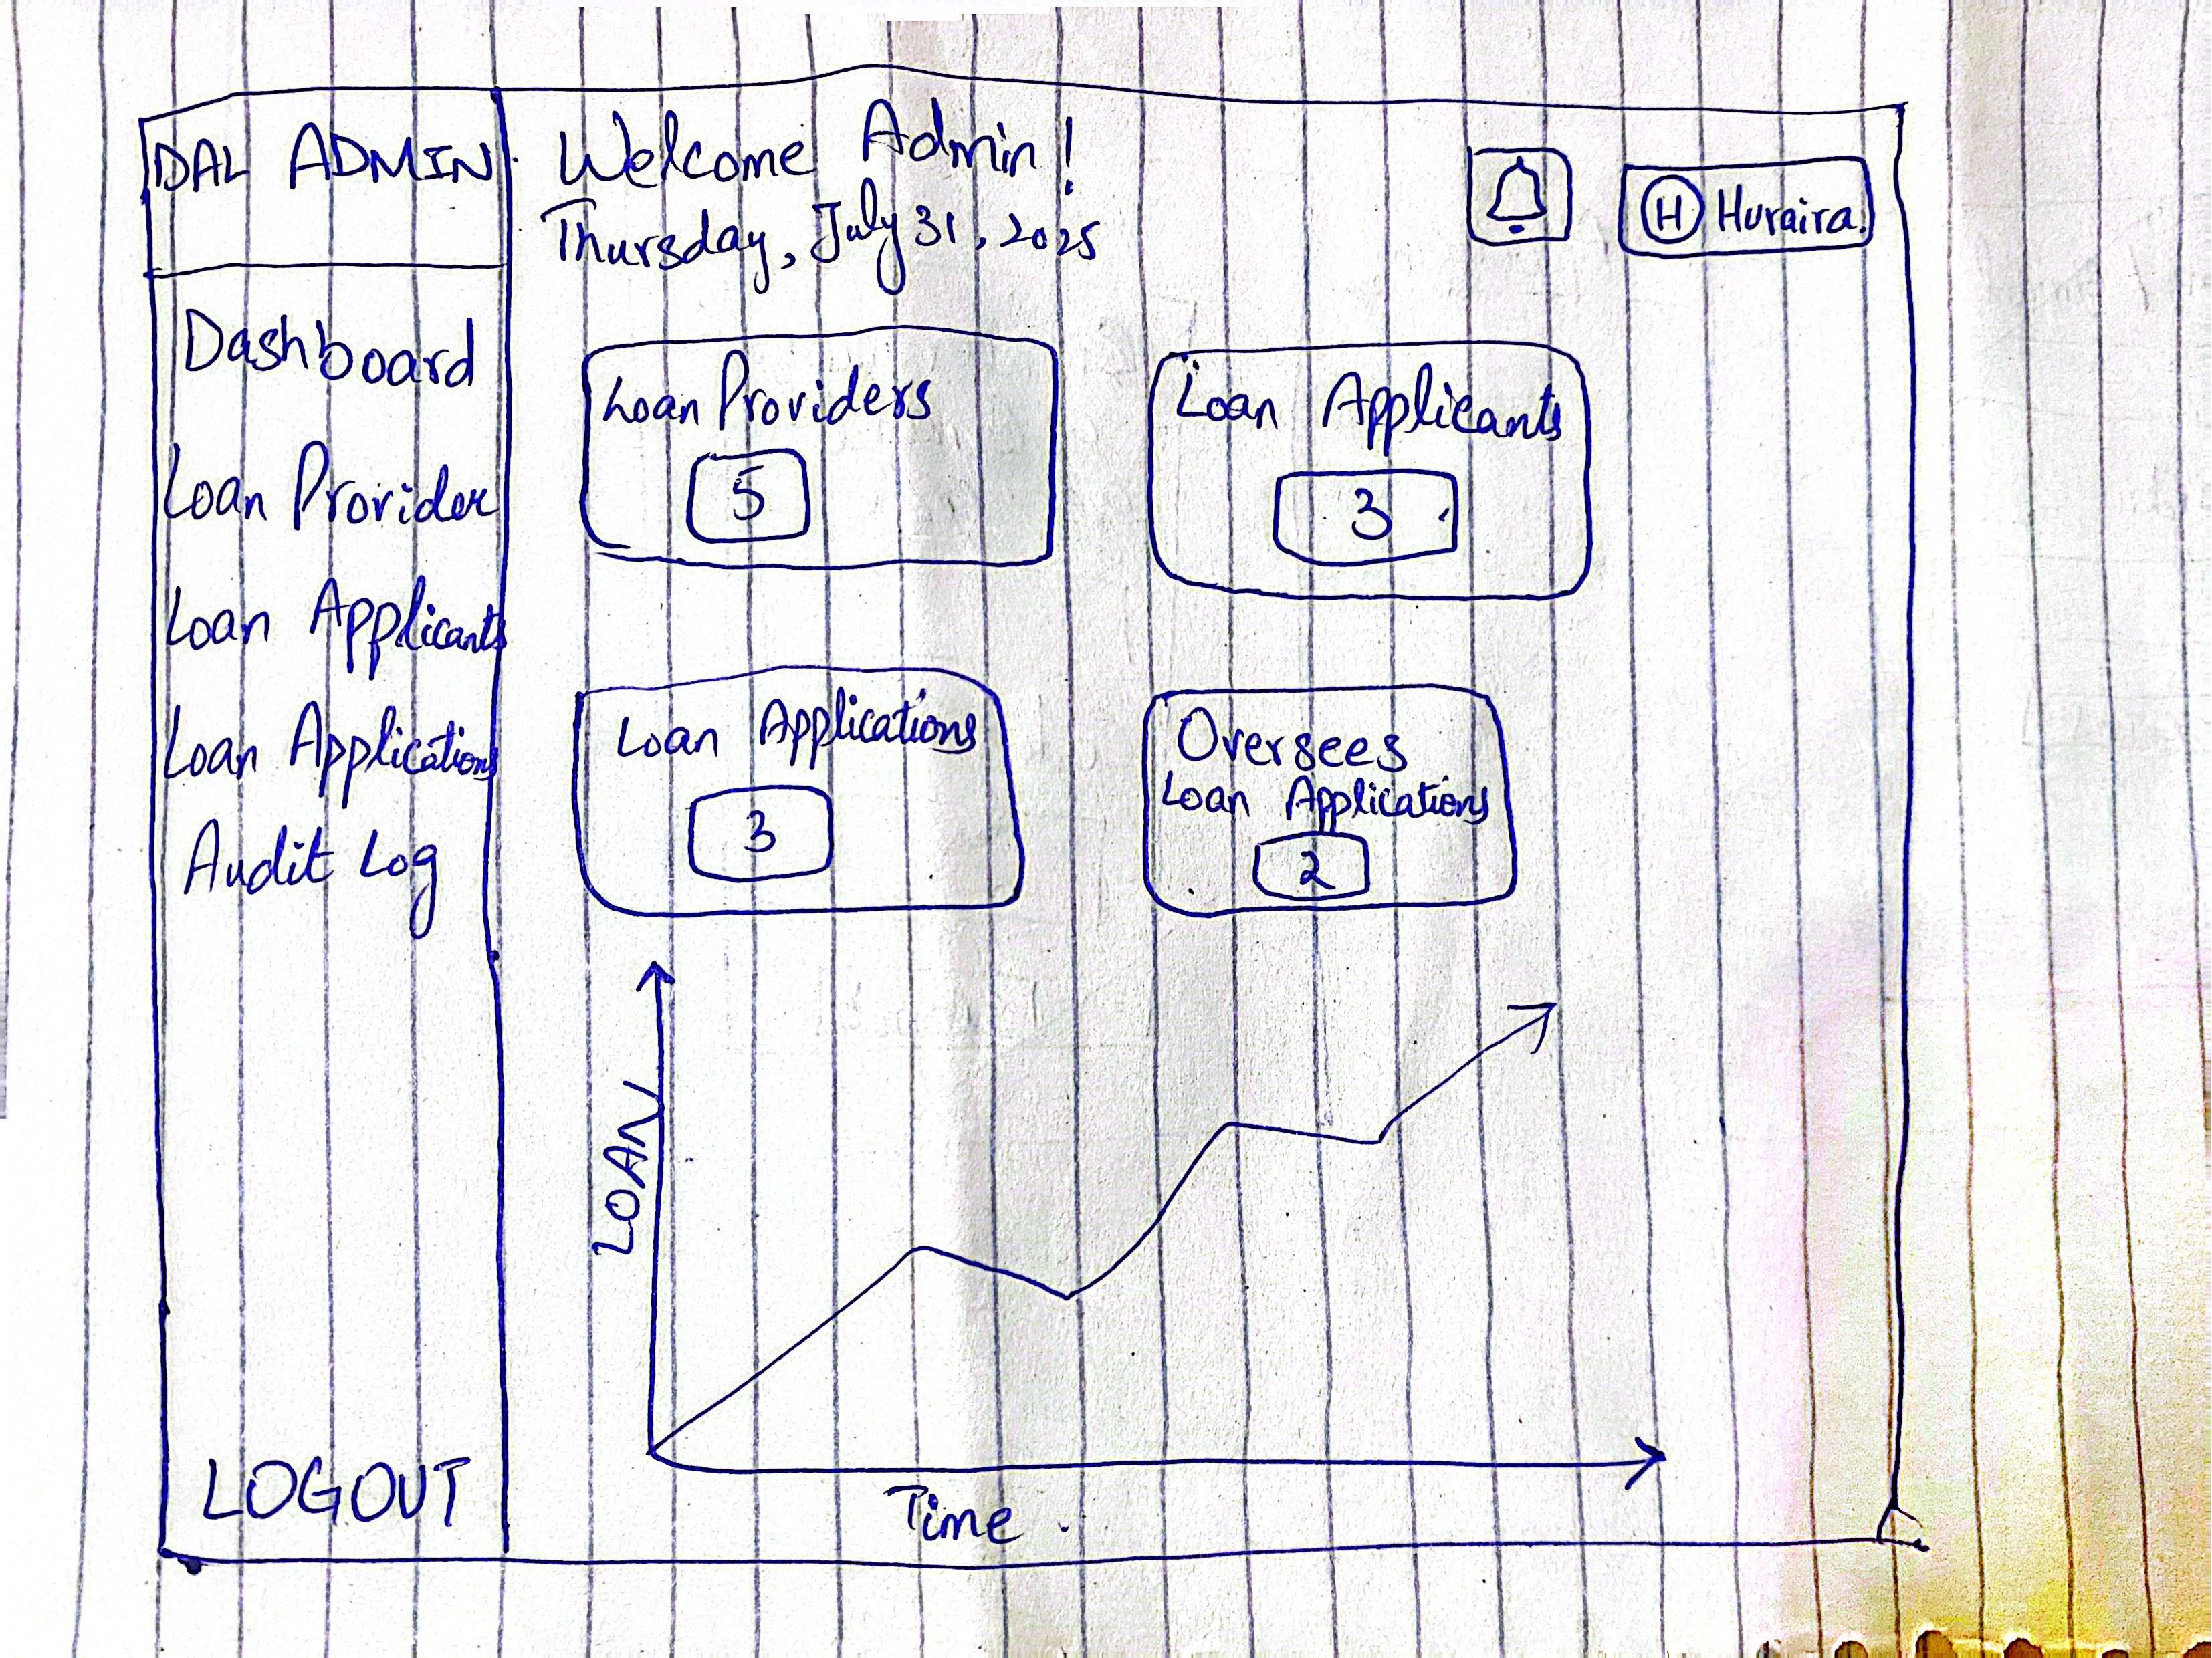 DAL ADMIN
Dashboard
Loan Provider
Loan Applicants
Loan Applications
Audit Log
LOGOUT
Welcome Admin!
Thursday, July 31, 2025
H Huraira.
Loan Providers
5
Loan Applicants
3
Loan Applications
3
Oversees
Loan Applications
2
LOAN
Time